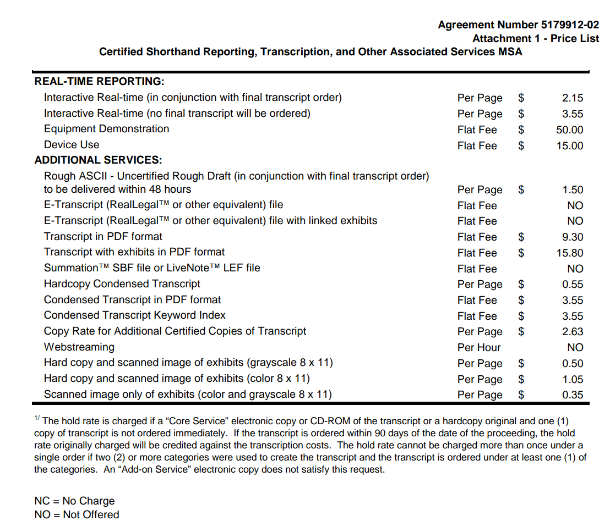 Agreement Number 5179912-02
Attachment 1 - Price List
Certified Shorthand Reporting, Transcription, and Other Associated Services MSA
REAL-TIME REPORTING:
Interactive Real-time (in conjunction with final transcript order) Per Page $ 2.15
Interactive Real-time (no final transcript will be ordered) Per Page $ 3.55
Equipment Demonstration Flat Fee $ 50.00
Device Use Flat Fee $ 15.00
ADDITIONAL SERVICES:
Rough ASCII - Uncertified Rough Draft (in conjunction with final transcript order)
to be delivered within 48 hours Per Page $ 1.50
E-Transcript (RealLegal™ or other equivalent) file Flat Fee NO
E-Transcript (RealLegal™ or other equivalent) file with linked exhibits Flat Fee NO
Transcript in PDF format Flat Fee $ 9.30
Transcript with exhibits in PDF format Flat Fee $ 15.80
Summation™ SBF file or LiveNote™ LEF file Flat Fee NO
Hardcopy Condensed Transcript Per Page $ 0.55
Condensed Transcript in PDF format Flat Fee $ 3.55
Condensed Transcript Keyword Index Flat Fee $ 3.55
Copy Rate for Additional Certified Copies of Transcript Per Page $ 2.63
Webstreaming Per Hour NO
Hard copy and scanned image of exhibits (grayscale 8 x 11) Per Page $ 0.50
Hard copy and scanned image of exhibits (color 8 x 11) Per Page $ 1.05
Scanned image only of exhibits (color and grayscale 8 x 11) Per Page $ 0.35
1/ The hold rate is charged if a “Core Service” electronic copy or CD-ROM of the transcript or a hardcopy original and one (1)
copy of transcript is not ordered immediately. If the transcript is ordered within 90 days of the date of the proceeding, the hold
rate originally charged will be credited against the transcription costs. The hold rate cannot be charged more than once under a
single order if two (2) or more categories were used to create the transcript and the transcript is ordered under at least one (1) of
the categories. An “Add-on Service” electronic copy does not satisfy this request.
NC = No Charge
NO = Not Offered